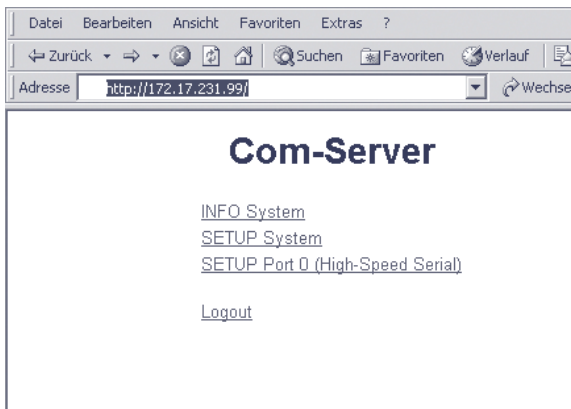 Datei Bearbeiten Ansicht Favoriten Extras ?
Zurück Suchen Favoriten Verlauf
Adresse http://172.17.231.99/ Wechse
Com-Server
INFO System
SETUP System
SETUP Port 0 (High-Speed Serial)
Logout